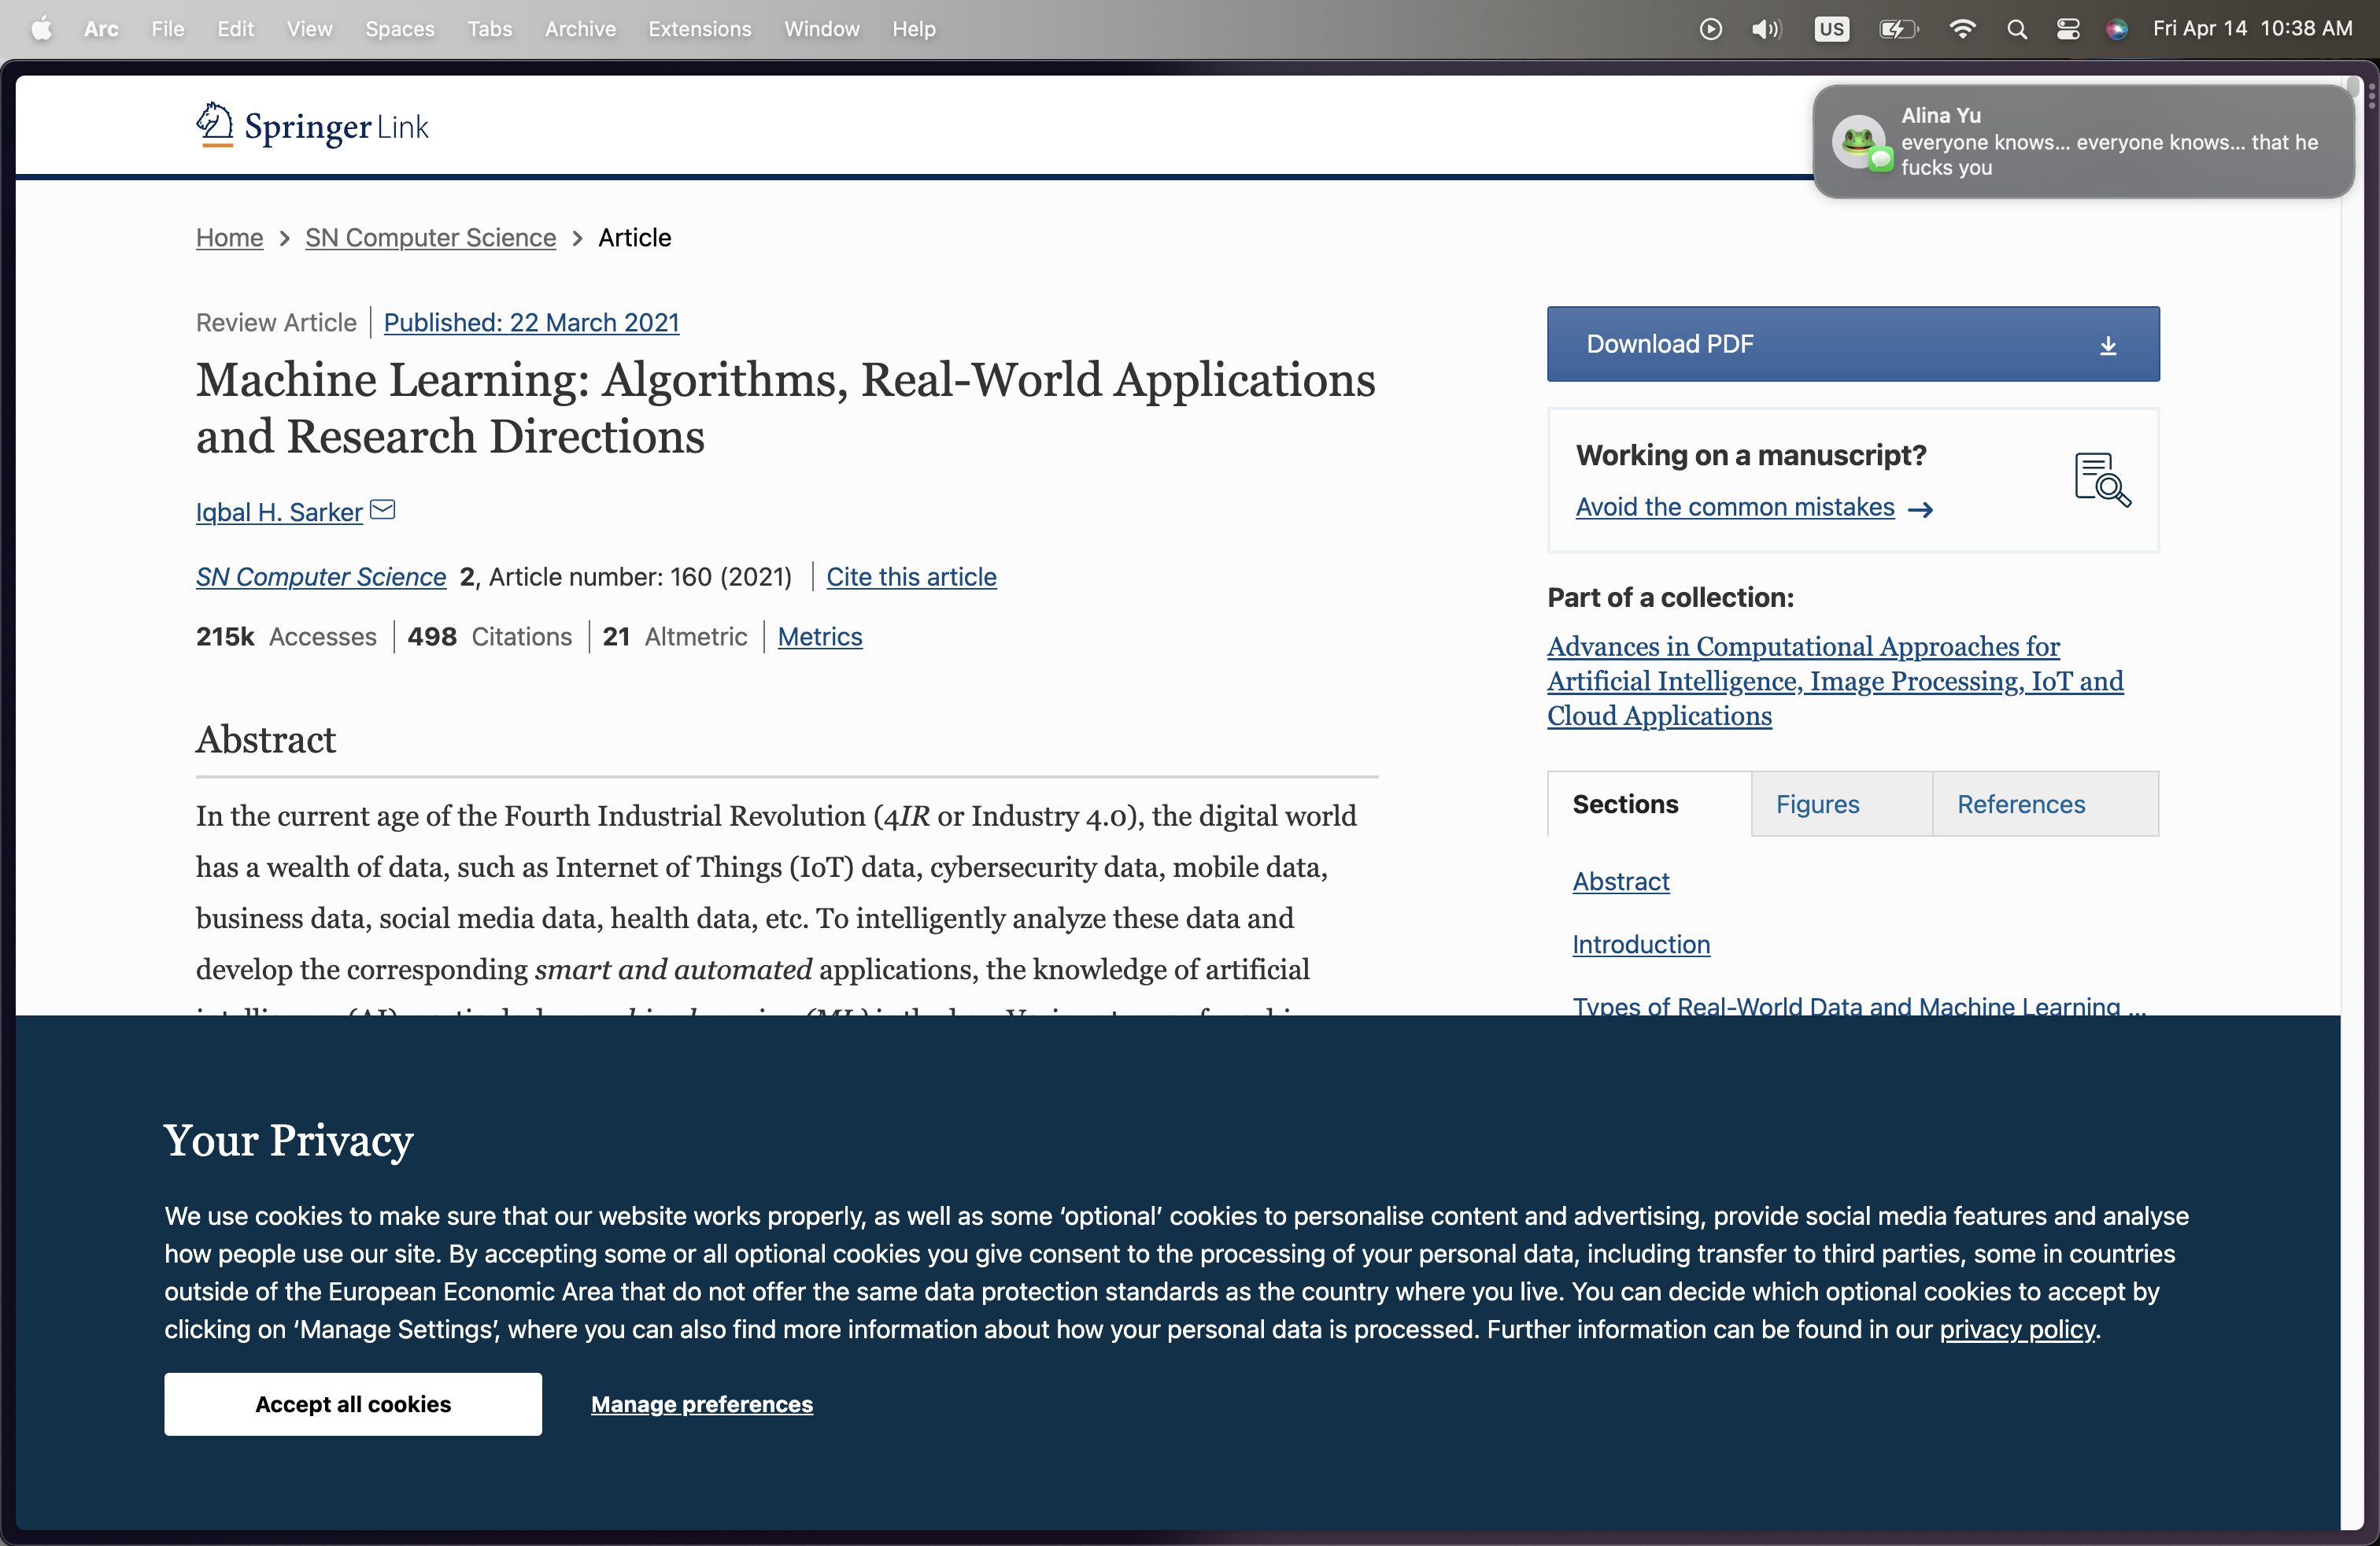 Arc File Edit View Spaces Tabs Archive Extensions Window Help US Fri Apr 14 10:38 AM
Springer Link
Alina Yu
everyone knows... everyone knows... that he
fucks you
Home > SN Computer Science > Article
Review Article | Published: 22 March 2021
Machine Learning: Algorithms, Real-World Applications
and Research Directions
Iqbal H. Sarker
SN Computer Science 2, Article number: 160 (2021) | Cite this article
215k Accesses | 498 Citations | 21 Altmetric | Metrics
Abstract
In the current age of the Fourth Industrial Revolution (4IR or Industry 4.0), the digital world
has a wealth of data, such as Internet of Things (IoT) data, cybersecurity data, mobile data,
business data, social media data, health data, etc. To intelligently analyze these data and
develop the corresponding smart and automated applications, the knowledge of artificial
Download PDF
Working on a manuscript?
Avoid the common mistakes →
Part of a collection:
Advances in Computational Approaches for
Artificial Intelligence, Image Processing, IoT and
Cloud Applications
Sections Figures References
Abstract
Introduction
Types of Real-World Data and Machine Learning ...
Your Privacy
We use cookies to make sure that our website works properly, as well as some ‘optional’ cookies to personalise content and advertising, provide social media features and analyse
how people use our site. By accepting some or all optional cookies you give consent to the processing of your personal data, including transfer to third parties, some in countries
outside of the European Economic Area that do not offer the same data protection standards as the country where you live. You can decide which optional cookies to accept by
clicking on ‘Manage Settings’, where you can also find more information about how your personal data is processed. Further information can be found in our privacy policy.
Accept all cookies Manage preferences